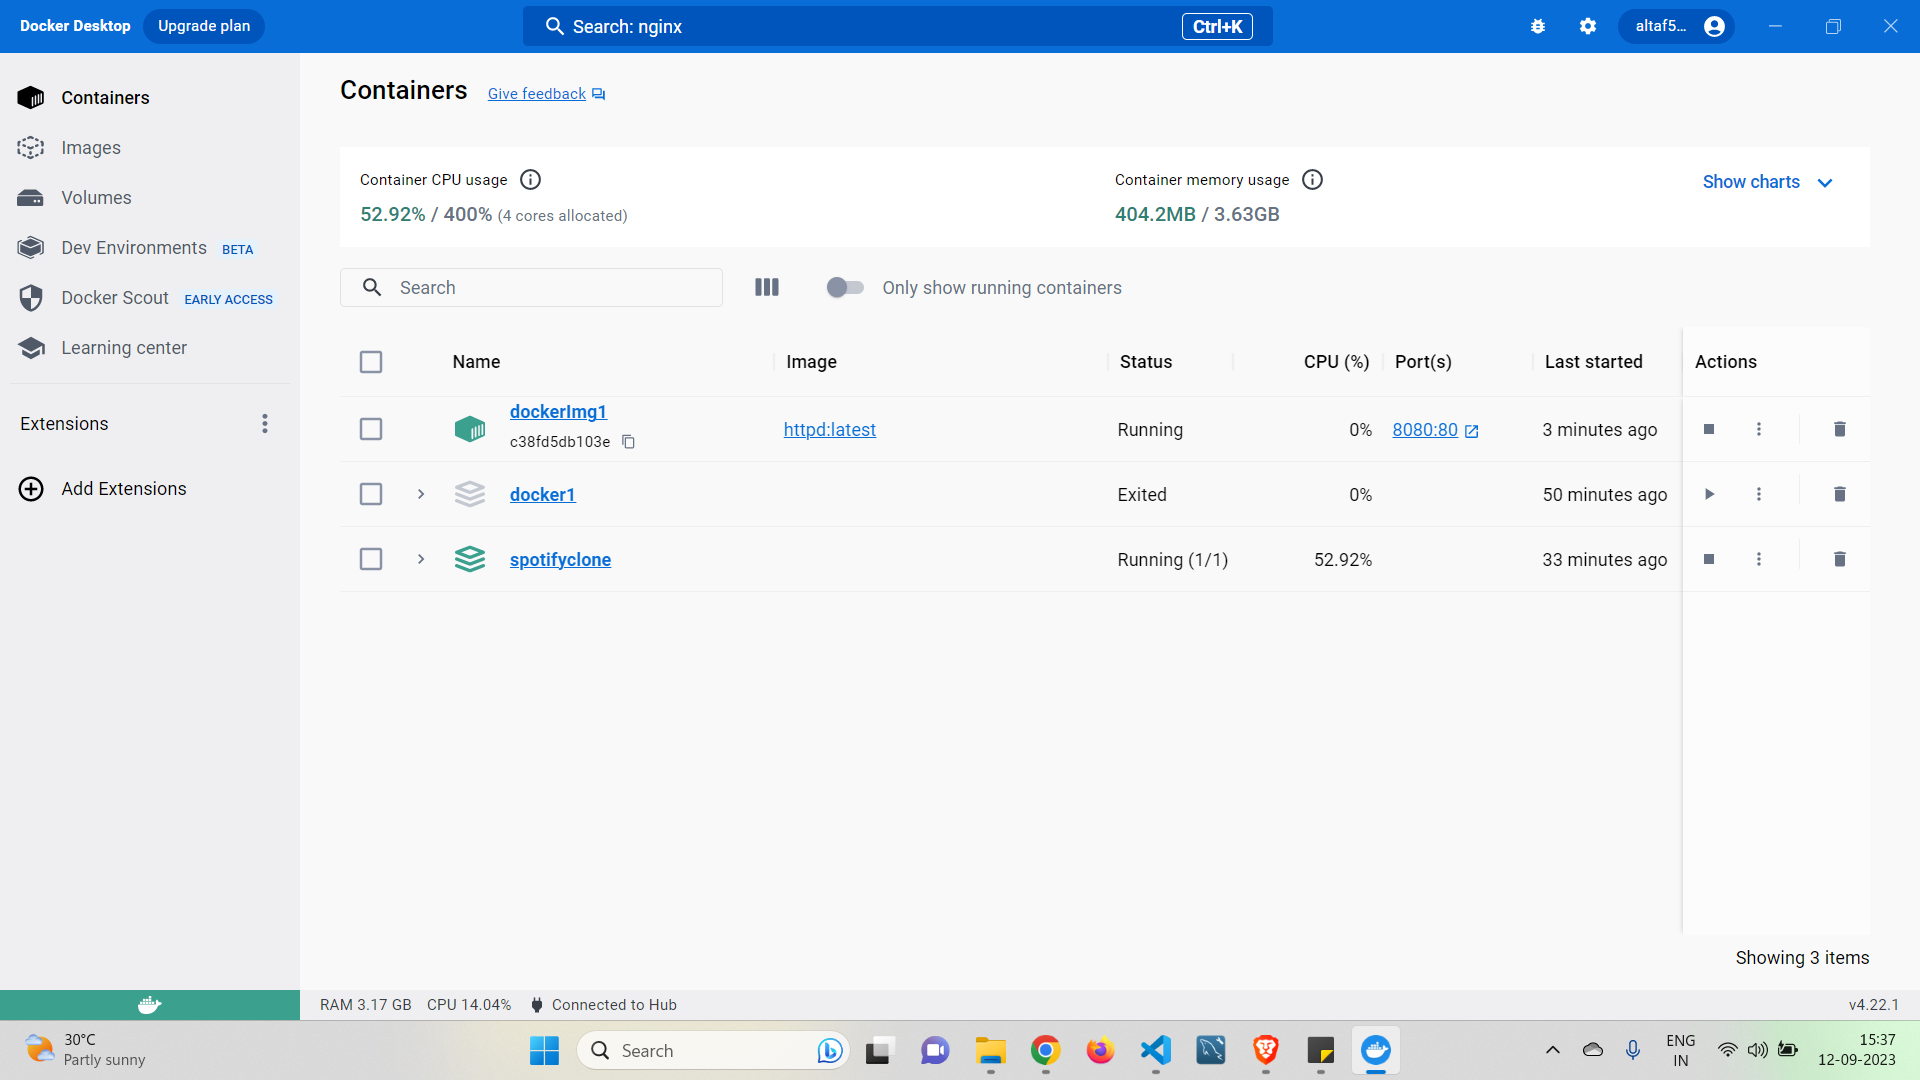 Docker Desktop Upgrade plan Search: nginx Ctrl+K altaf5...
Containers
Images
Volumes
Dev Environments BETA
Docker Scout EARLY ACCESS
Learning center
Extensions
Add Extensions
Containers Give feedback
Container CPU usage
52.92% / 400% (4 cores allocated)
Container memory usage
404.2MB / 3.63GB
Show charts
Search
Only show running containers
Name Image Status CPU (%) Port(s) Last started Actions
dockerImg1
c38fd5db103e
httpd:latest Running 0% 8080:80 3 minutes ago
docker1 Exited 0% 50 minutes ago
spotifyclone Running (1/1) 52.92% 33 minutes ago
Showing 3 items
RAM 3.17 GB CPU 14.04% Connected to Hub v4.22.1
30°C
Partly sunny
Search
ENG
IN
15:37
12-09-2023